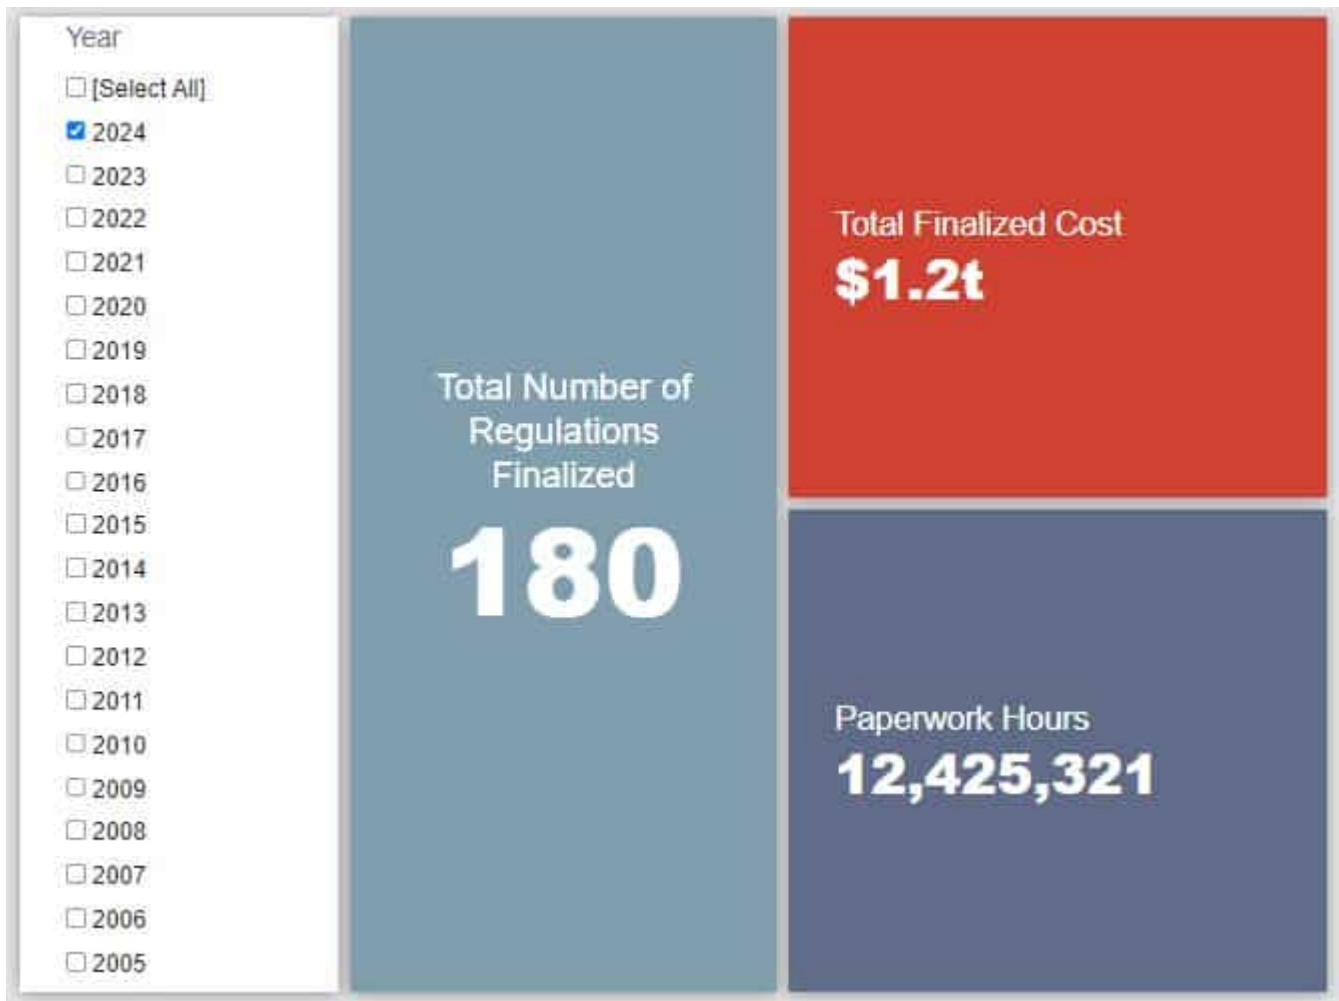 Year
[Select All]
2024
2023
2022
2021
2020
2019
2018
2017
2016
2015
2014
2013
2012
2011
2010
2009
2008
2007
2006
2005
Total Number of
Regulations
Finalized
180
Total Finalized Cost
$1.2t
Paperwork Hours
12,425,321